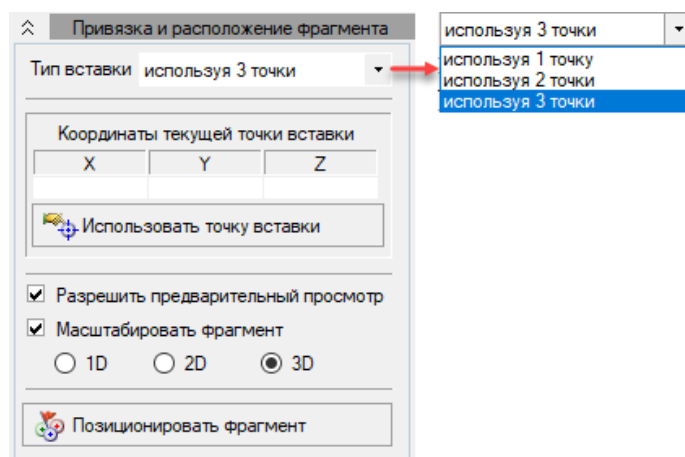 Привязка и расположение фрагмента
Тип вставки используя 3 точки
используя 3 точки
используя 1 точку
используя 2 точки
используя 3 точки
Координаты текущей точки вставки
X Y Z
Использовать точку вставки
Разрешить предварительный просмотр
Масштабировать фрагмент
1D 2D 3D
Позиционировать фрагмент